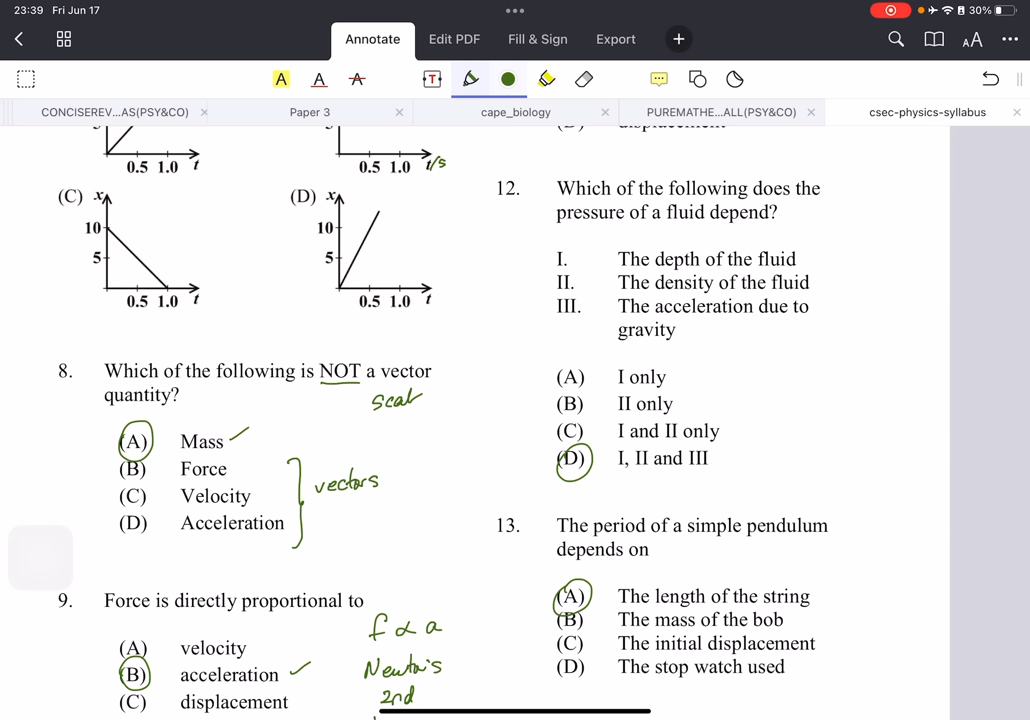 23:39 Fri Jun 17
30%
Annotate Edit PDF Fill & Sign Export
CONCISEREV...AS(PSY&CO) Paper 3 cape_biology PUREMATHE...ALL(PSY&CO) csec-physics-syllabus
0.5 1.0 t
0.5 1.0 t/s
(C) x
10
5
0.5 1.0 t
(D) x
10
5
0.5 1.0 t
8. Which of the following is NOT a vector
quantity?
scal
(A) Mass
(B) Force
(C) Velocity
(D) Acceleration
vectors
9. Force is directly proportional to
f ∝ a
(A) velocity
(B) acceleration
(C) displacement
Newton's
2nd
displacement
12. Which of the following does the
pressure of a fluid depend?
I. The depth of the fluid
II. The density of the fluid
III. The acceleration due to
gravity
(A) I only
(B) II only
(C) I and II only
(D) I, II and III
13. The period of a simple pendulum
depends on
(A) The length of the string
(B) The mass of the bob
(C) The initial displacement
(D) The stop watch used